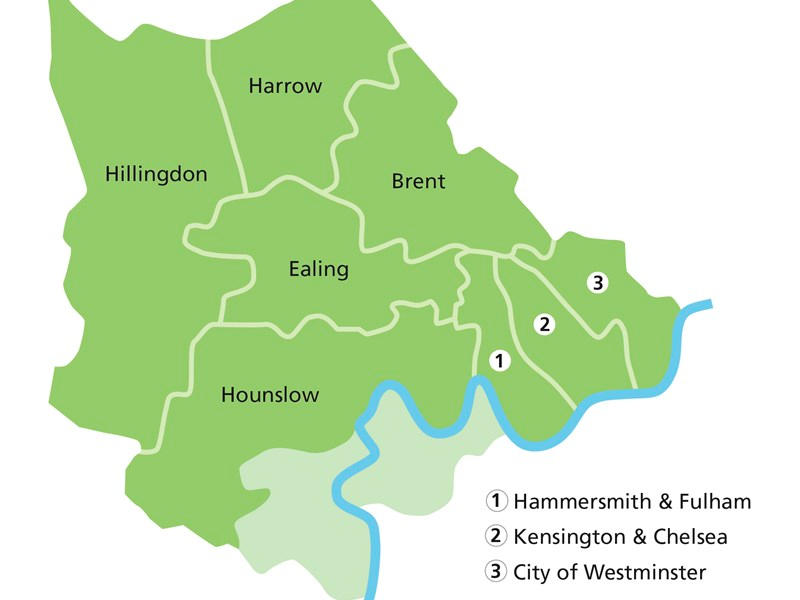 Harrow
Hillingdon
Brent
Ealing
3
2
1
Hounslow
1 Hammersmith & Fulham
2 Kensington & Chelsea
3 City of Westminster